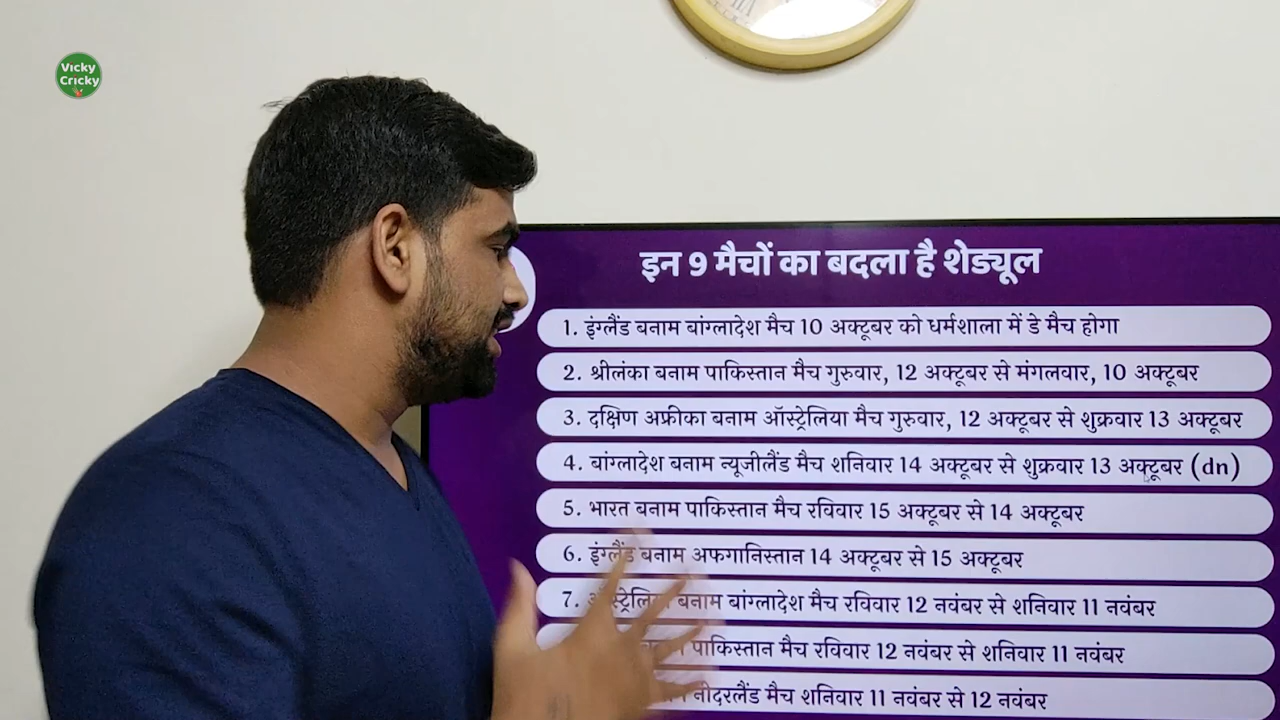 Vicky
Cricky
इन 9 मैचों का बदला है शेड्यूल
1. इंग्लैंड बनाम बांग्लादेश मैच 10 अक्टूबर को धर्मशाला में डे मैच होगा
2. श्रीलंका बनाम पाकिस्तान मैच गुरुवार, 12 अक्टूबर से मंगलवार, 10 अक्टूबर
3. दक्षिण अफ्रीका बनाम ऑस्ट्रेलिया मैच गुरुवार, 12 अक्टूबर से शुक्रवार 13 अक्टूबर
4. बांग्लादेश बनाम न्यूजीलैंड मैच शनिवार 14 अक्टूबर से शुक्रवार 13 अक्टूबर (dn)
5. भारत बनाम पाकिस्तान मैच रविवार 15 अक्टूबर से 14 अक्टूबर
6. इंग्लैंड बनाम अफगानिस्तान 14 अक्टूबर से 15 अक्टूबर
7. ऑस्ट्रेलिया बनाम बांग्लादेश मैच रविवार 12 नवंबर से शनिवार 11 नवंबर
पाकिस्तान मैच रविवार 12 नवंबर से शनिवार 11 नवंबर
नीदरलैंड मैच शनिवार 11 नवंबर से 12 नवंबर